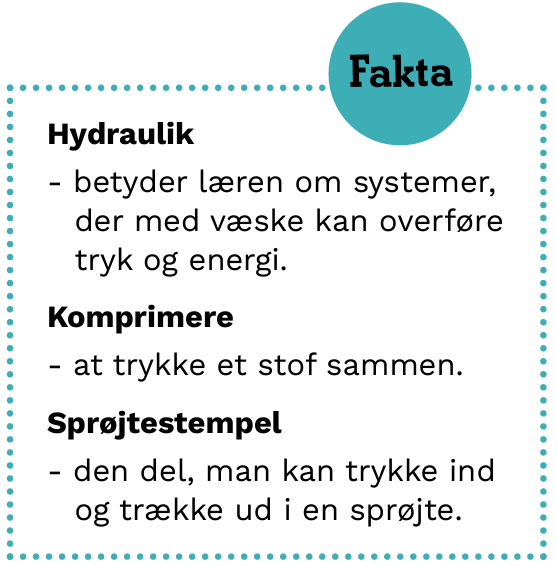 Fakta
Hydraulik
- betyder læren om systemer,
der med væske kan overføre
tryk og energi.
Komprimere
- at trykke et stof sammen.
Sprøjtestempel
- den del, man kan trykke ind
og trække ud i en sprøjte.